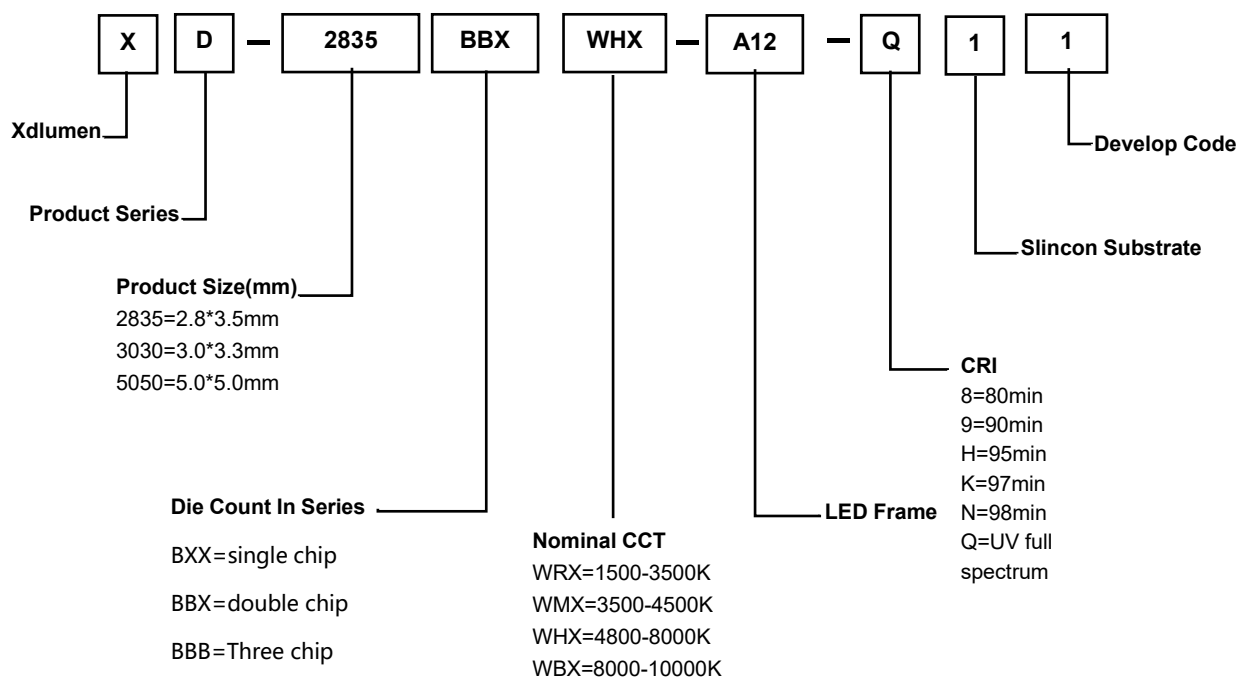 X D — 2835 BBX WHX — A12 — Q 1 1
Xdlumen
Develop Code
Product Series
Slincon Substrate
Product Size(mm)
2835=2.8*3.5mm
3030=3.0*3.3mm
5050=5.0*5.0mm
CRI
8=80min
9=90min
H=95min
K=97min
N=98min
Q=UV full
spectrum
Die Count In Series
BXX=single chip
BBX=double chip
BBB=Three chip
LED Frame
Nominal CCT
WRX=1500-3500K
WMX=3500-4500K
WHX=4800-8000K
WBX=8000-10000K